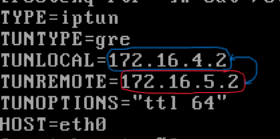 TYPE=iptun
TUNTYPE=gre
TUNLOCAL=172.16.4.2
TUNREMOTE=172.16.5.2
TUNOPTIONS="ttl 64"
HOST=eth0